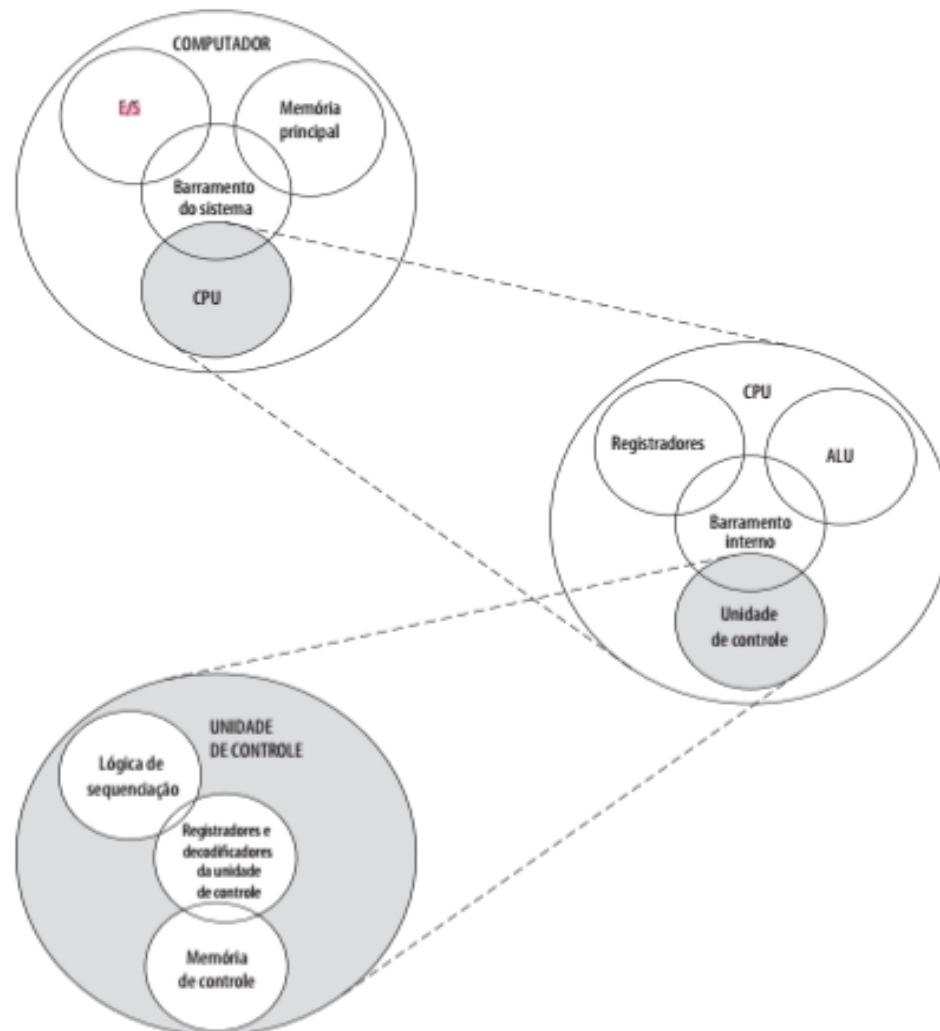 COMPUTADOR
E/S
Memória
principal
Barramento
do sistema
CPU
CPU
Registradores
ALU
Barramento
interno
Unidade
de controle
UNIDADE
DE CONTROLE
Lógica de
sequenciação
Registradores e
decodificadores
da unidade
de controle
Memória
de controle